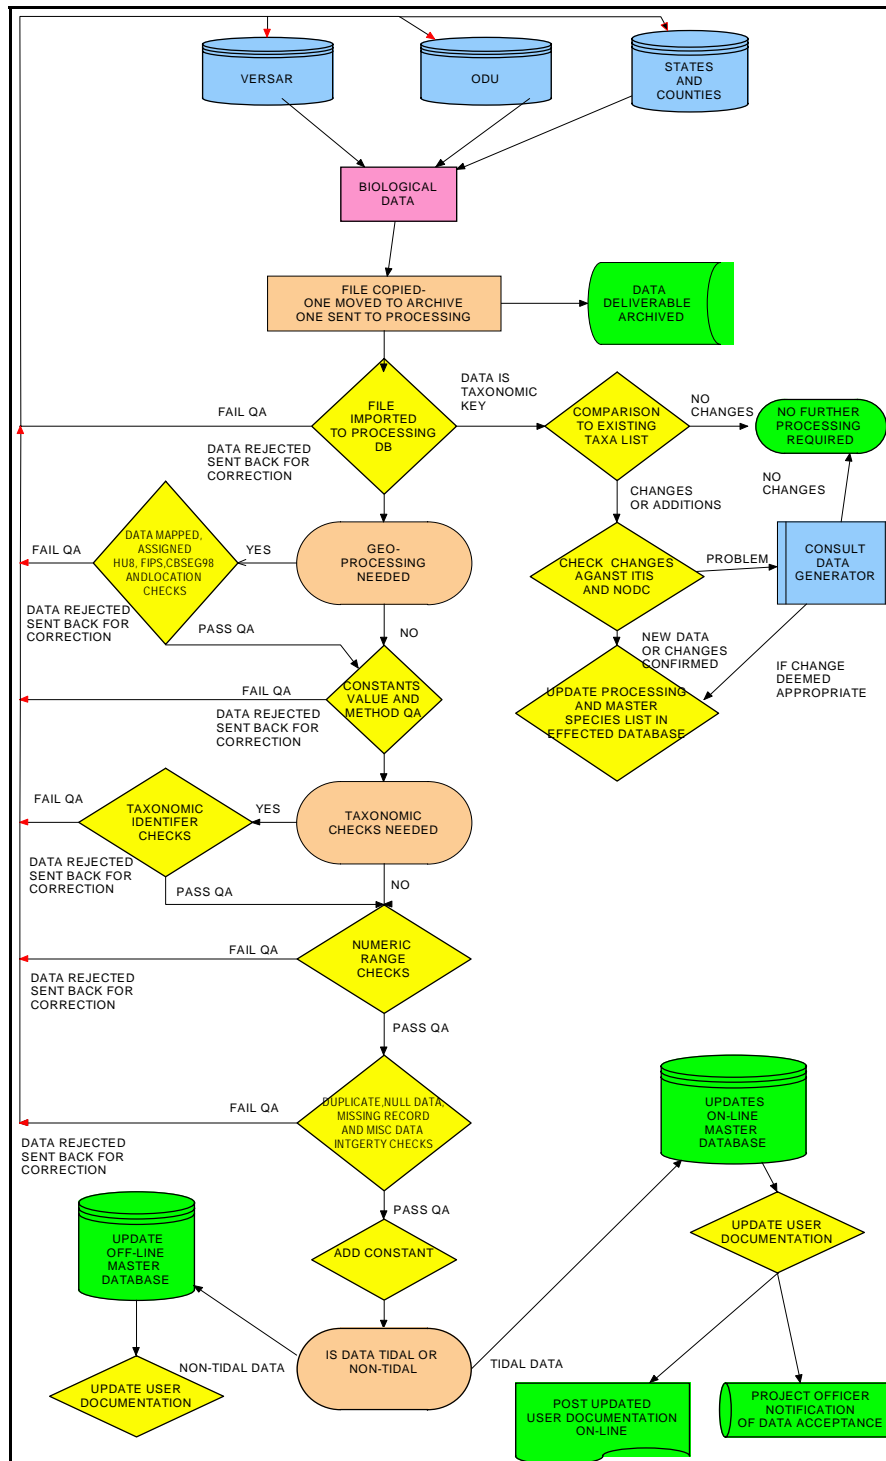 VERSAR
ODU
STATES
AND
COUNTIES
BIOLOGICAL
DATA
FILE COPIED-
ONE MOVED TO ARCHIVE
ONE SENT TO PROCESSING
DATA
DELIVERABLE
ARCHIVED
FAIL QA
FILE
IMPORTED
TO PROCESSING
DB
DATA IS
TAXONOMIC
KEY
COMPARISON
TO EXISTING
TAXA LIST
NO
CHANGES
NO FURTHER
PROCESSING
REQUIRED
DATA REJECTED
SENT BACK FOR
CORRECTION
NO
CHANGES
CHANGES
OR ADDITIONS
DATA MAPPED,
ASSIGNED
HU8, FIPS,CBSEG98
ANDLOCATION
CHECKS
FAIL QA
YES
GEO-
PROCESSING
NEEDED
CHECK CHANGES
AGANST ITIS
AND NODC
PROBLEM
CONSULT
DATA
GENERATOR
DATA REJECTED
SENT BACK FOR
CORRECTION
PASS QA
NO
NEW DATA
OR CHANGES
CONFIRMED
IF CHANGE
DEEMED
APPROPRIATE
FAIL QA
CONSTANTS
VALUE AND
METHOD QA
DATA REJECTED
SENT BACK FOR
CORRECTION
UPDATE PROCESSING
AND MASTER
SPECIES LIST IN
EFFECTED DATABASE
FAIL QA
TAXONOMIC
IDENTIFER
CHECKS
YES
TAXONOMIC
CHECKS NEEDED
DATA REJECTED
SENT BACK FOR
CORRECTION
PASS QA
NO
FAIL QA
NUMERIC
RANGE
CHECKS
DATA REJECTED
SENT BACK FOR
CORRECTION
PASS QA
FAIL QA
DUPLICATE,NULL DATA,
MISSING RECORD
AND MISC DATA
INTGERTY CHECKS
DATA REJECTED
SENT BACK FOR
CORRECTION
UPDATES
ON-LINE
MASTER
DATABASE
PASS QA
UPDATE
OFF-LINE
MASTER
DATABASE
ADD CONSTANT
UPDATE USER
DOCUMENTATION
IS DATA TIDAL OR
NON-TIDAL
NON-TIDAL DATA
TIDAL DATA
UPDATE USER
DOCUMENTATION
POST UPDATED
USER DOCUMENTATION
ON-LINE
PROJECT OFFICER
NOTIFICATION
OF DATA ACCEPTANCE